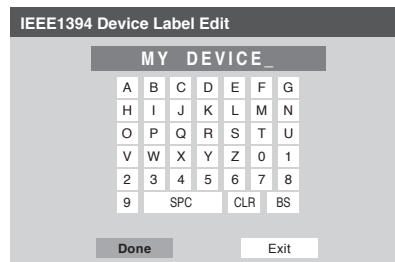 IEEE1394 Device Label Edit
MY DEVICE_
A B C D E F G
H I J K L M N
O P Q R S T U
V W X Y Z 0 1
2 3 4 5 6 7 8
9 SPC CLR BS
Done Exit